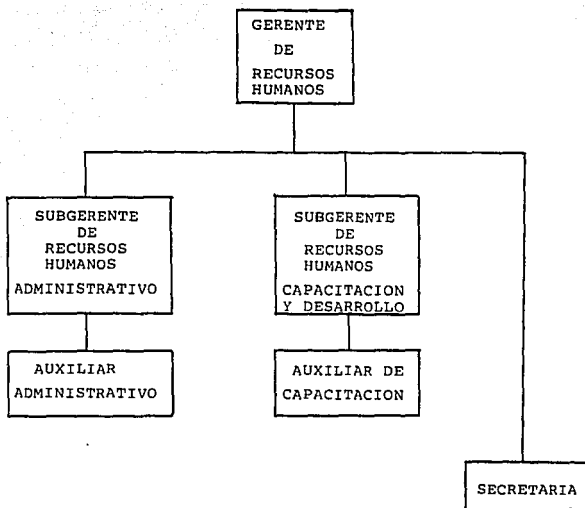 GERENTE
DE
RECURSOS
HUMANOS
SUBGERENTE
DE
RECURSOS
HUMANOS
ADMINISTRATIVO
SUBGERENTE
DE
RECURSOS
HUMANOS
CAPACITACION
Y DESARROLLO
AUXILIAR
ADMINISTRATIVO
AUXILIAR DE
CAPACITACION
SECRETARIA